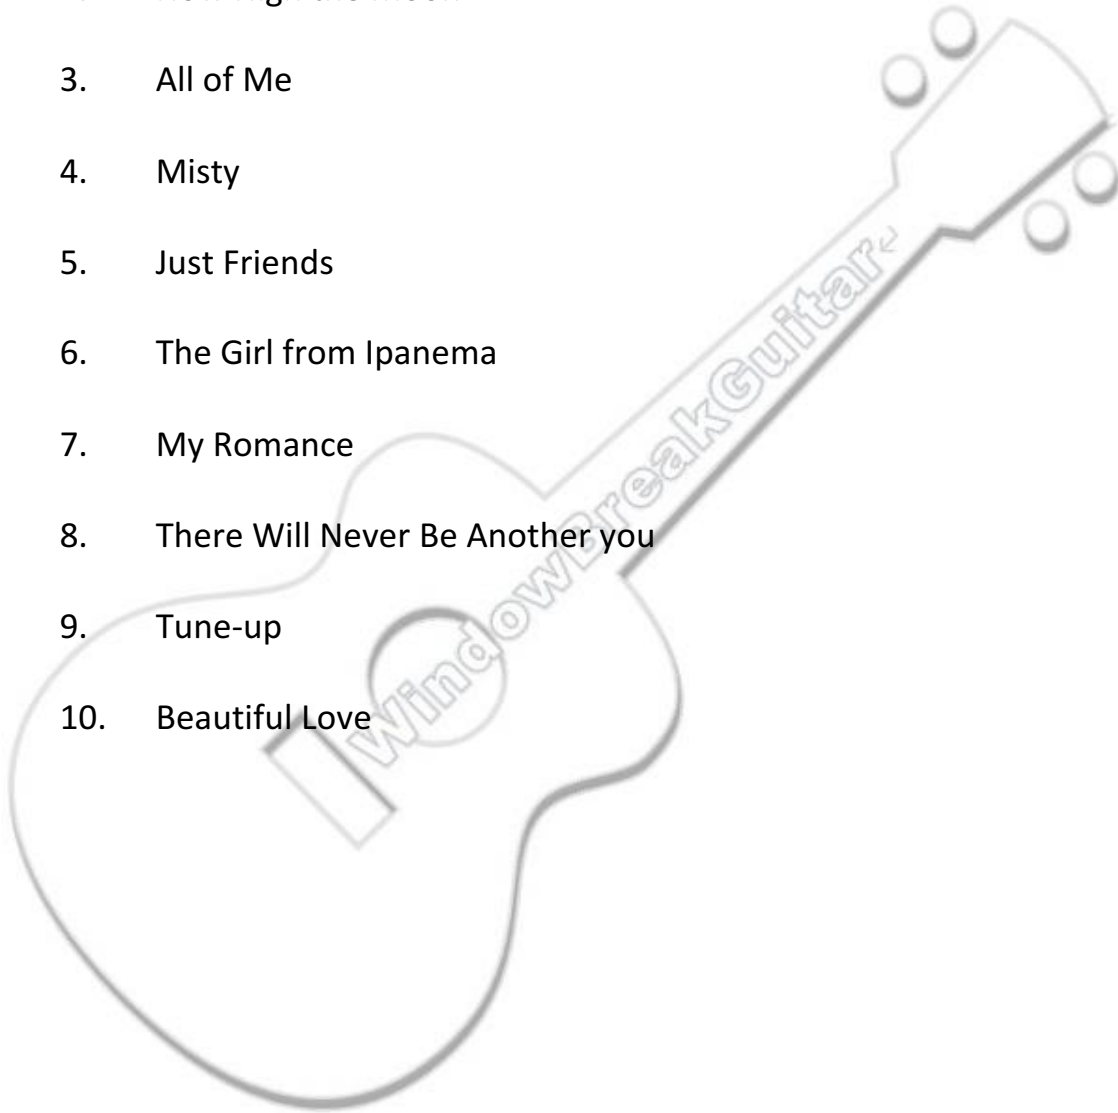 3. All of Me
4. Misty
5. Just Friends
6. The Girl from Ipanema
7. My Romance
8. There Will Never Be Another you
9. Tune-up
10. Beautiful Love
WindowBreakGuitar